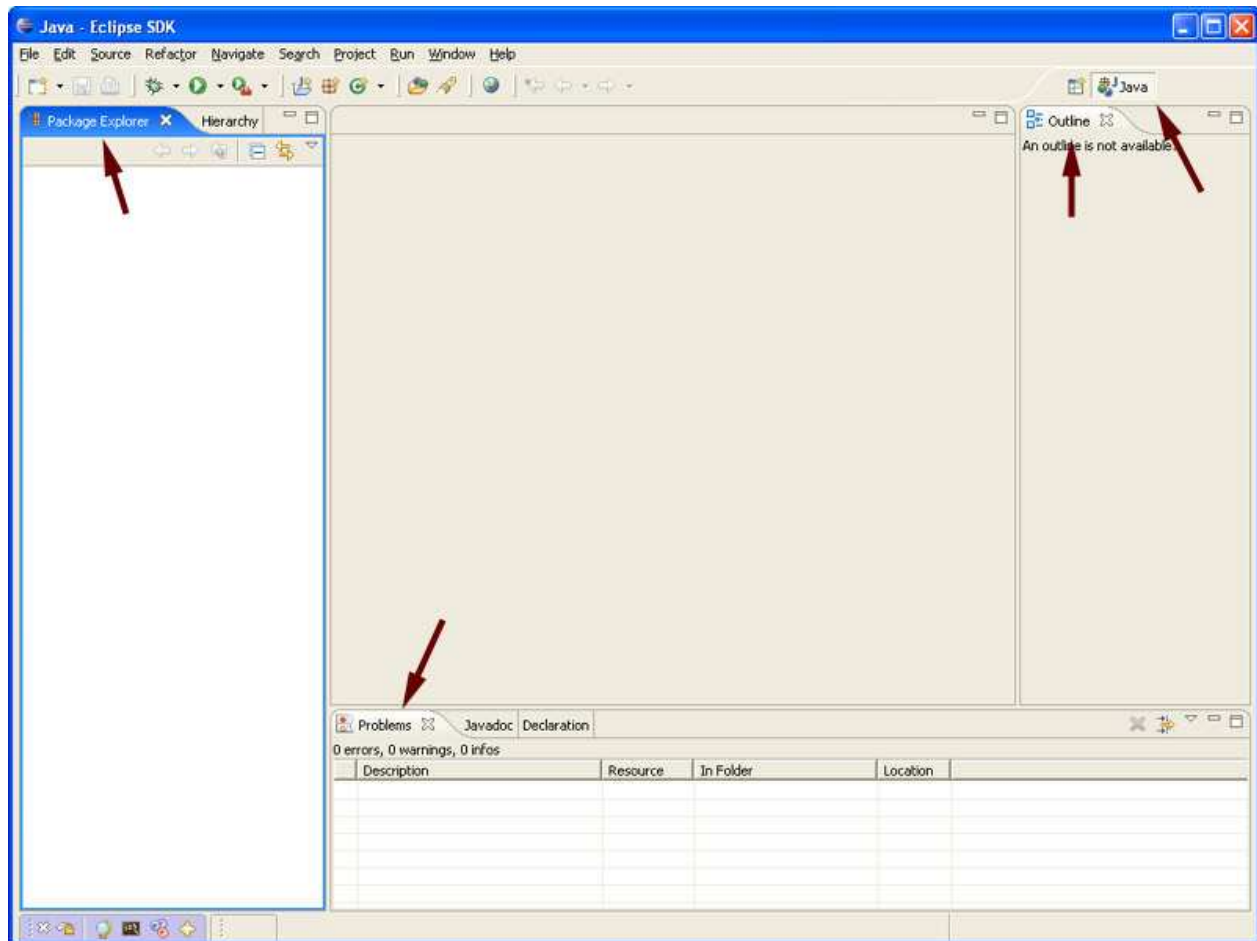 Java - Eclipse SDK
File Edit Source Refactor Navigate Search Project Run Window Help
Java
Package Explorer Hierarchy
Outline
An outline is not available.
Problems Javadoc Declaration
0 errors, 0 warnings, 0 infos
Description Resource In Folder Location